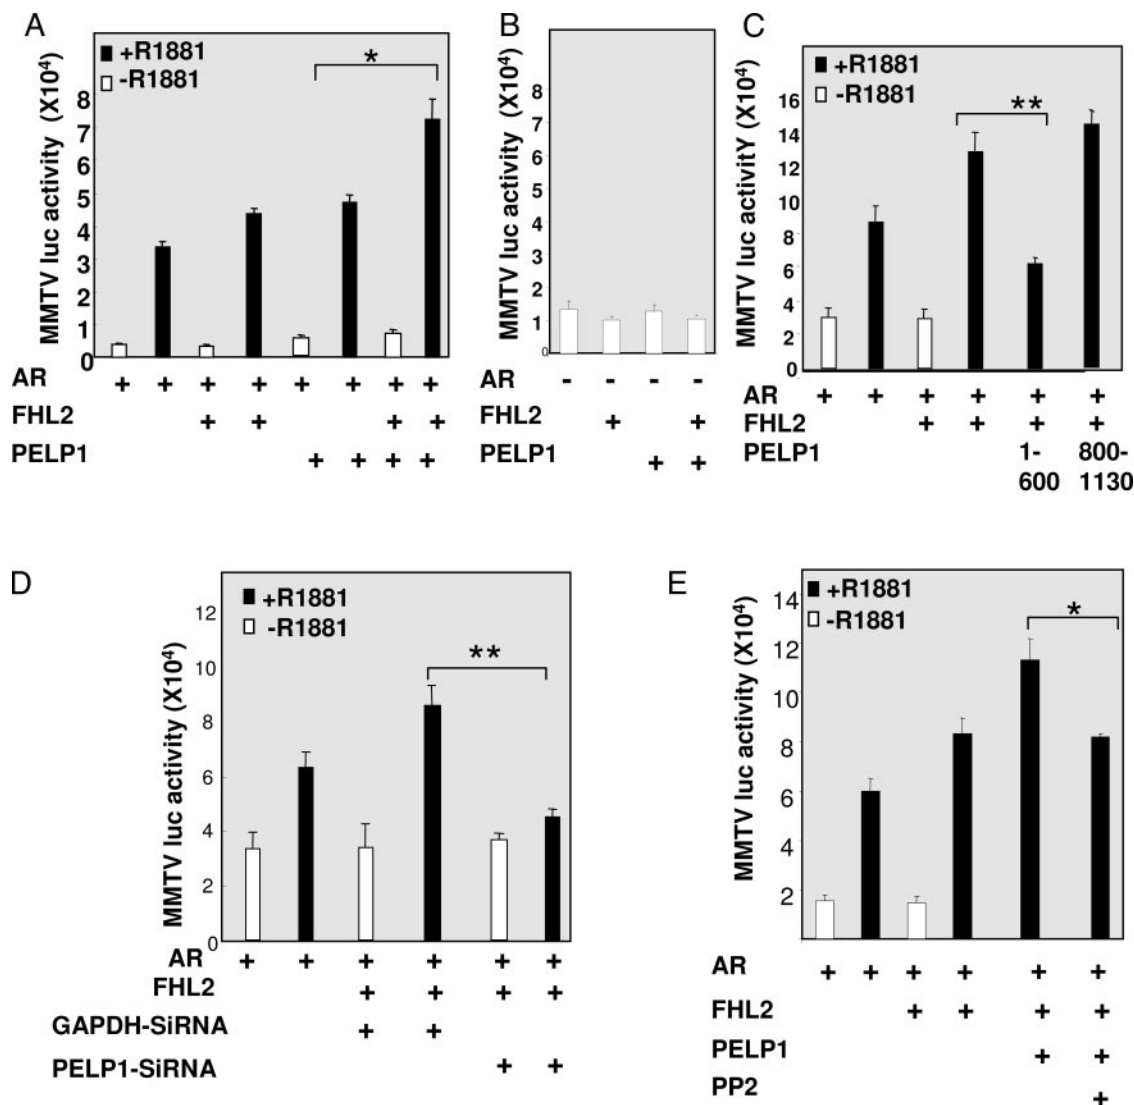 A
+R1881
-R1881
*
MMTV luc activity (X10⁴)
8
7
6
5
4
3
2
1
0
AR + + + + + + + +
FHL2 + + + +
PELP1 + + + +
B
MMTV luc activity (X10⁴)
8
7
6
5
4
3
2
1
0
AR - - - -
FHL2 + +
PELP1 + +
C
+R1881
-R1881
**
MMTV luc activitY (X10⁴)
16
14
12
10
8
6
4
2
0
AR + + + + + +
FHL2 + + + +
PELP1 1- 800-
600 1130
D
+R1881
-R1881
**
MMTV luc activity (X10⁴)
12
10
8
6
4
2
0
AR + + + + + +
FHL2 + + + +
GAPDH-SiRNA + +
PELP1-SiRNA + +
E
+R1881
-R1881
*
MMTV luc activity (X10⁴)
14
12
10
8
6
4
2
AR + + + + + +
FHL2 + + + +
PELP1 + +
PP2 +